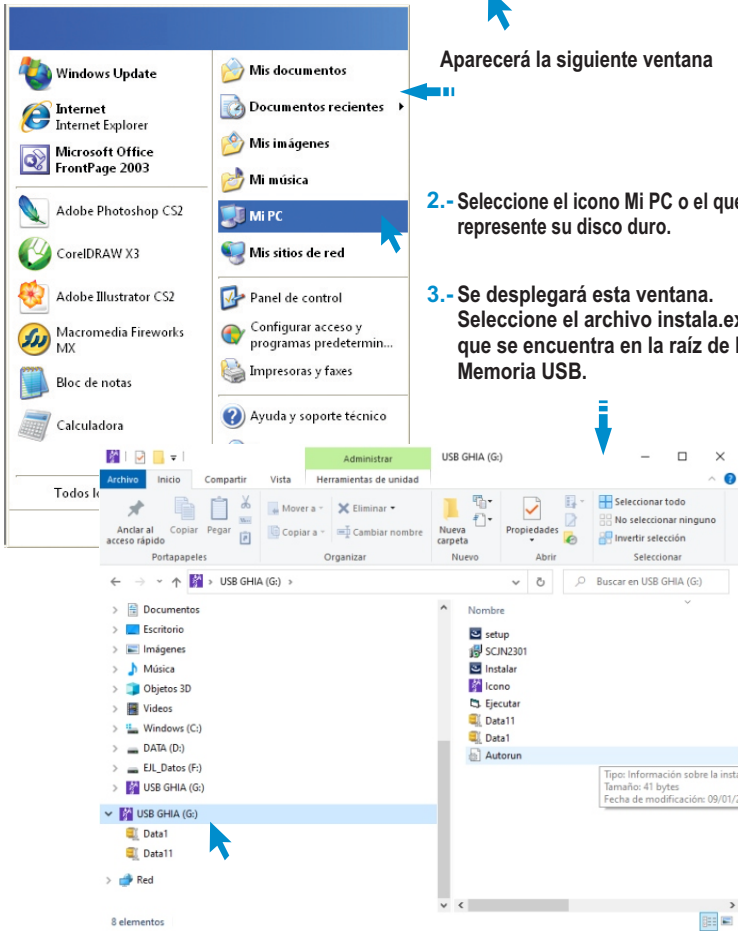 Aparecerá la siguiente ventana
Windows Update
Internet
Internet Explorer
Microsoft Office
FrontPage 2003
Adobe Photoshop CS2
CorelDRAW X3
Adobe Illustrator CS2
Macromedia Fireworks
MX
Bloc de notas
Calculadora
Todos lo
Mis documentos
Documentos recientes
Mis imágenes
Mi música
Mi PC
Mis sitios de red
Panel de control
Configurar acceso y
programas predetermin...
Impresoras y faxes
Ayuda y soporte técnico
2.- Seleccione el icono Mi PC o el que
represente su disco duro.
3.- Se desplegará esta ventana.
Seleccione el archivo instala.ex
que se encuentra en la raíz de l
Memoria USB.
Administrar
USB GHIA (G:)
Archivo Inicio Compartir Vista Herramientas de unidad
Anclar al
acceso rápido
Copiar
Pegar
Portapapeles
Mover a
Copiar a
Eliminar
Cambiar nombre
Organizar
Nueva
carpeta
Nuevo
Propiedades
Abrir
Seleccionar todo
No seleccionar ninguno
Invertir selección
Seleccionar
USB GHIA (G:)
Buscar en USB GHIA (G:)
Documentos
Escritorio
Imágenes
Música
Objetos 3D
Videos
Windows (C:)
DATA (D:)
EJL_Datos (F:)
USB GHIA (G:)
USB GHIA (G:)
Data1
Data11
Red
Nombre
setup
SCJN2301
Instalar
Icono
Ejecutar
Data11
Data1
Autorun
Tipo: Información sobre la insta
Tamaño: 41 bytes
Fecha de modificación: 09/01/2
8 elementos